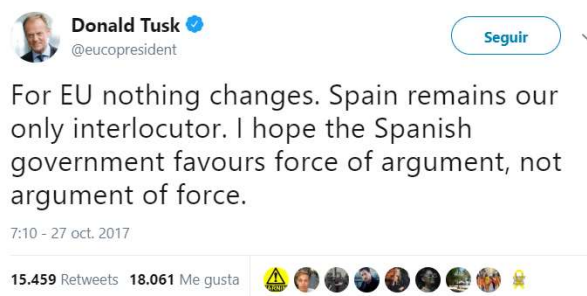 Donald Tusk
@eucopresident
Seguir
For EU nothing changes. Spain remains our
only interlocutor. I hope the Spanish
government favours force of argument, not
argument of force.
7:10 - 27 oct. 2017
15.459 Retweets 18.061 Me gusta